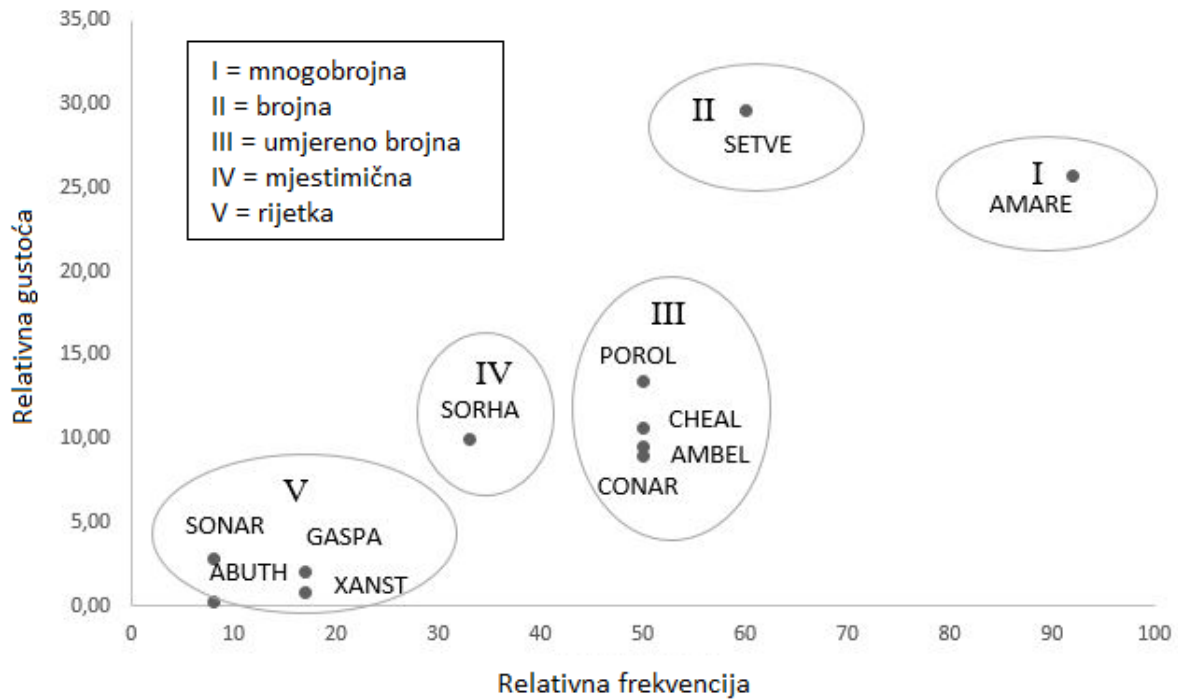 35,00
30,00
25,00
20,00
15,00
10,00
5,00
0,00
Relativna gustoća
I = mnogobrojna
II = brojna
III = umjereno brojna
IV = mjestimična
V = rijetka
II
SETVE
I
AMARE
III
POROL
CHEAL
AMBEL
CONAR
IV
SORHA
V
SONAR
GASPA
ABUTH
XANST
0 10 20 30 40 50 60 70 80 90 100
Relativna frekvencija